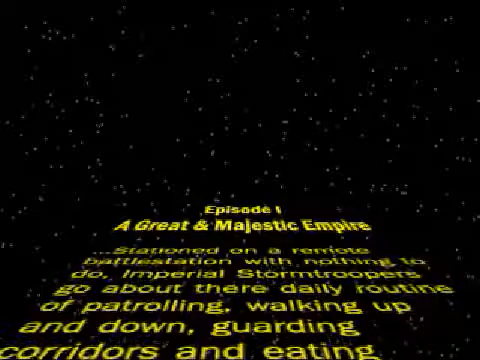 Episode I
A Great & Majestic Empire
...Stationed on a remote
battlestation with nothing to
do, Imperial Stormtroopers
go about there daily routine
of patrolling, walking up
and down, guarding
corridors and eating